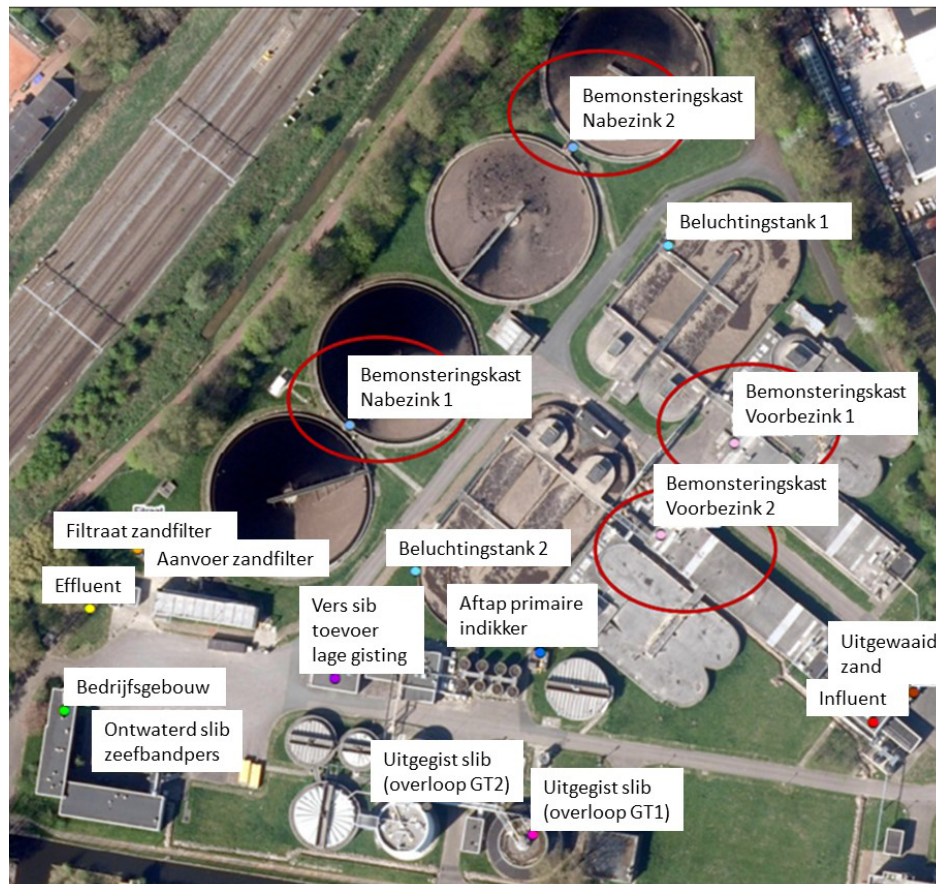 Bemonsteringskast
Nabezink 2
Beluchtingstank 1
Bemonsteringskast
Nabezink 1
Bemonsteringskast
Voorbezink 1
Bemonsteringskast
Voorbezink 2
Filtraat zandfilter
Aanvoer zandfilter
Beluchtingstank 2
Effluent
Vers sib
toevoer
lage gisting
Aftap primaire
indikker
Uitgewaaid
zand
Influent
Bedrijfsgebouw
Ontwaterd slib
zeefbandpers
Uitgegist slib
(overloop GT2)
Uitgegist slib
(overloop GT1)